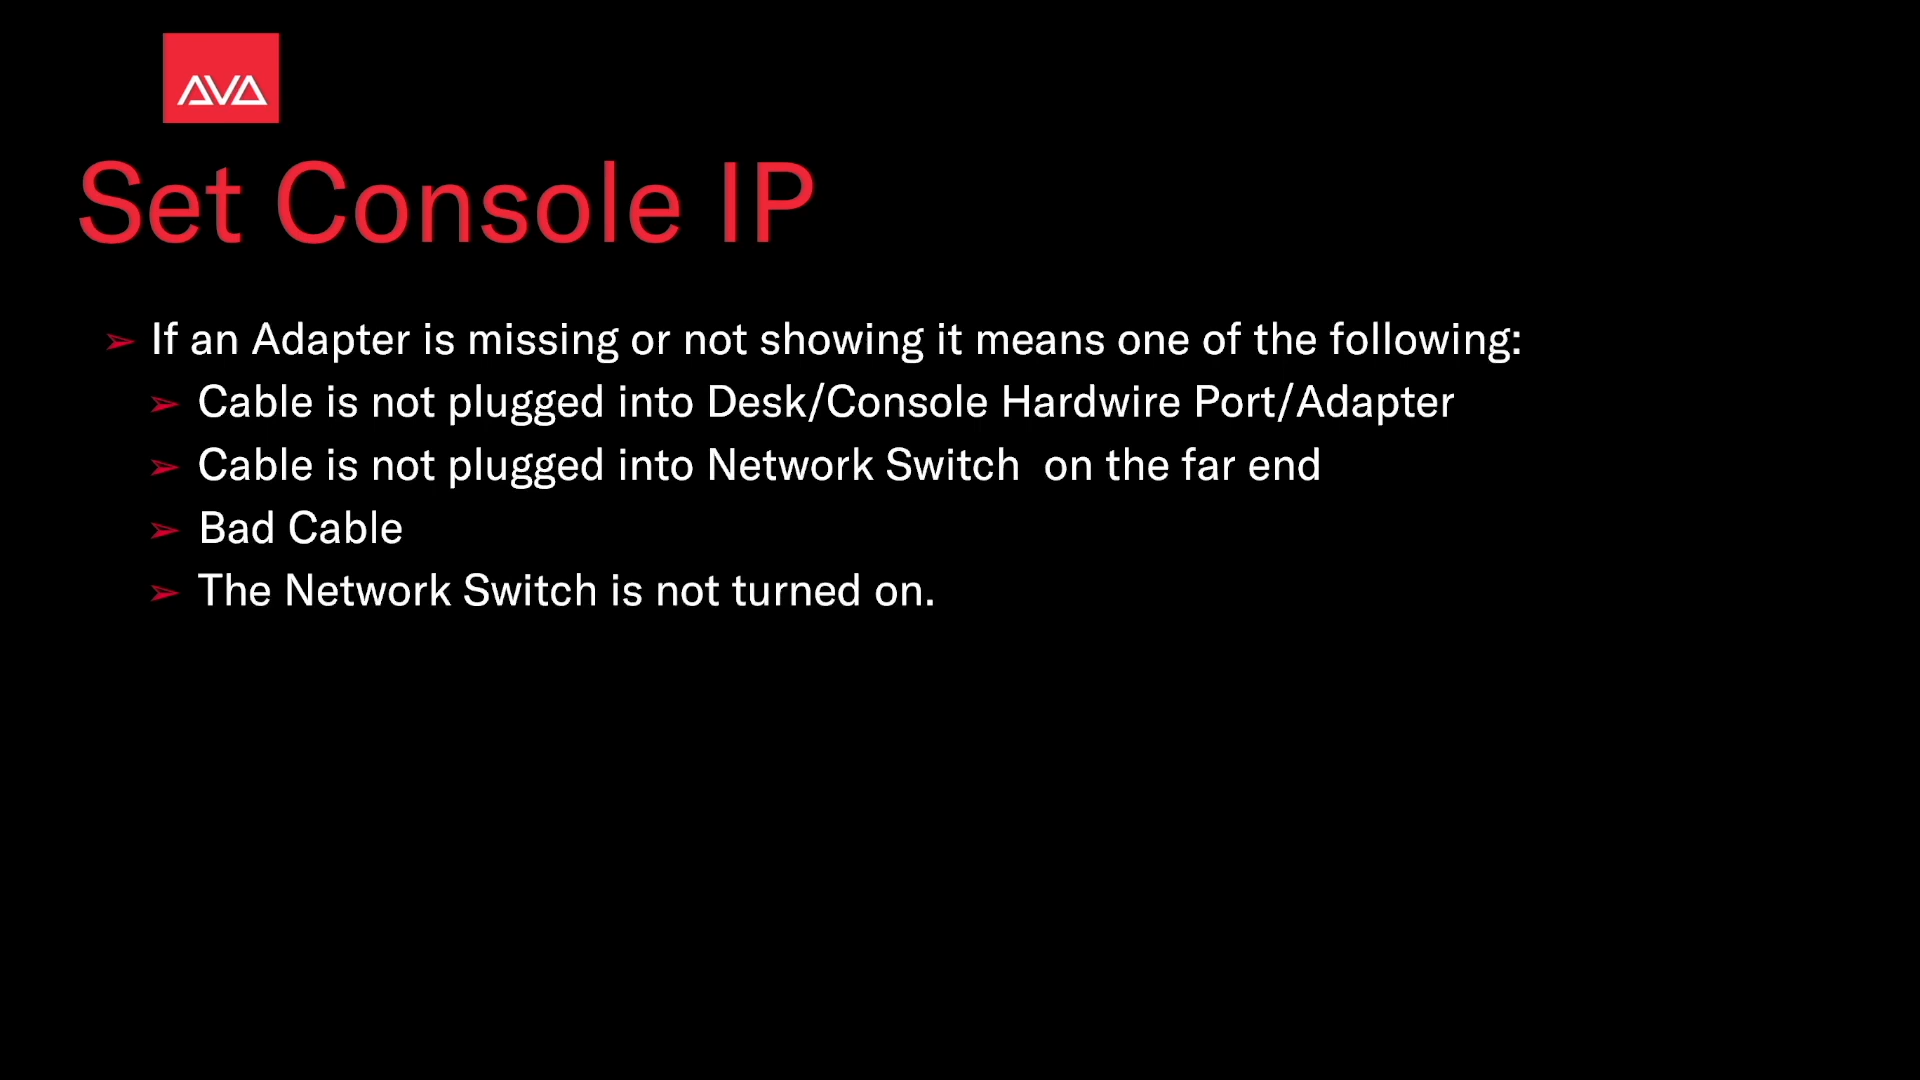 AVA
Set Console IP
➢ If an Adapter is missing or not showing it means one of the following:
➢ Cable is not plugged into Desk/Console Hardwire Port/Adapter
➢ Cable is not plugged into Network Switch  on the far end
➢ Bad Cable
➢ The Network Switch is not turned on.